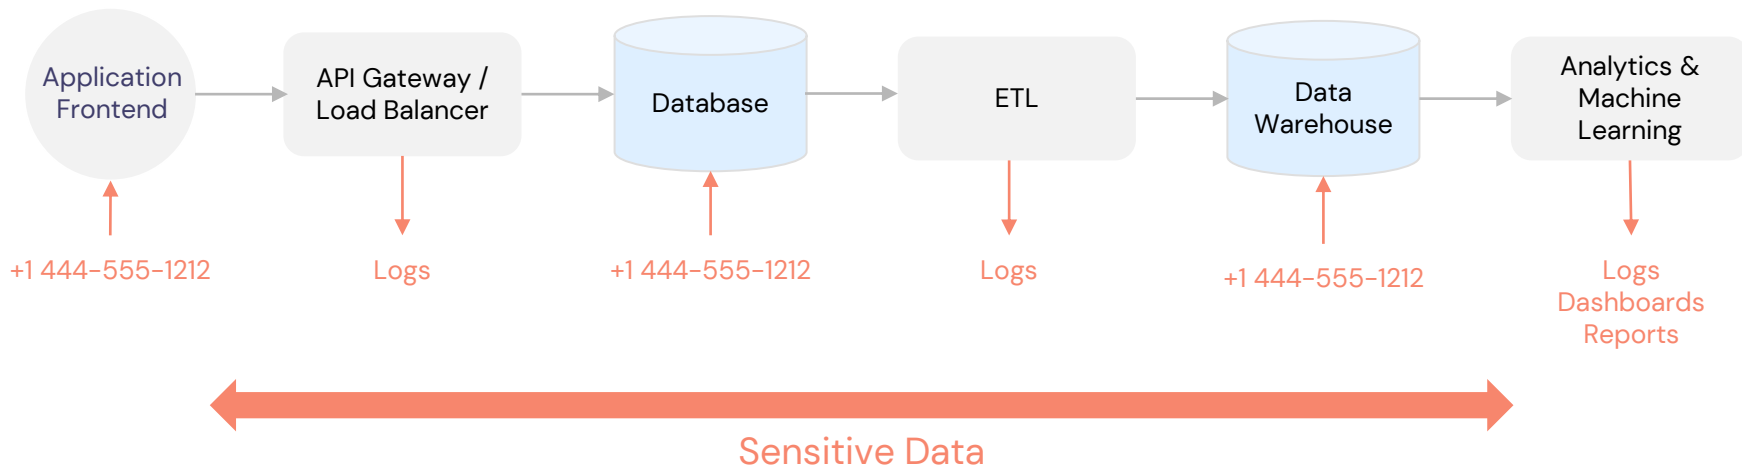 Application
Frontend
API Gateway /
Load Balancer
Database
ETL
Data
Warehouse
Analytics &
Machine
Learning
+1 444-555-1212
Logs
+1 444-555-1212
Logs
+1 444-555-1212
Logs
Dashboards
Reports
Sensitive Data